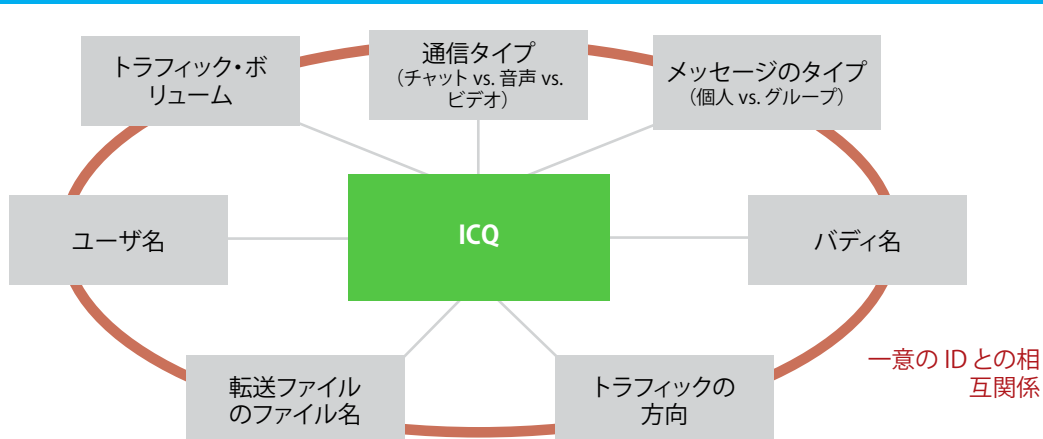 トラフィック・ボ
リューム
通信タイプ
（チャット vs. 音声 vs.
ビデオ）
メッセージのタイプ
（個人 vs. グループ）
ユーザ名
ICQ
バディ名
転送ファイル
のファイル名
トラフィックの
方向
一意の ID との相
互関係